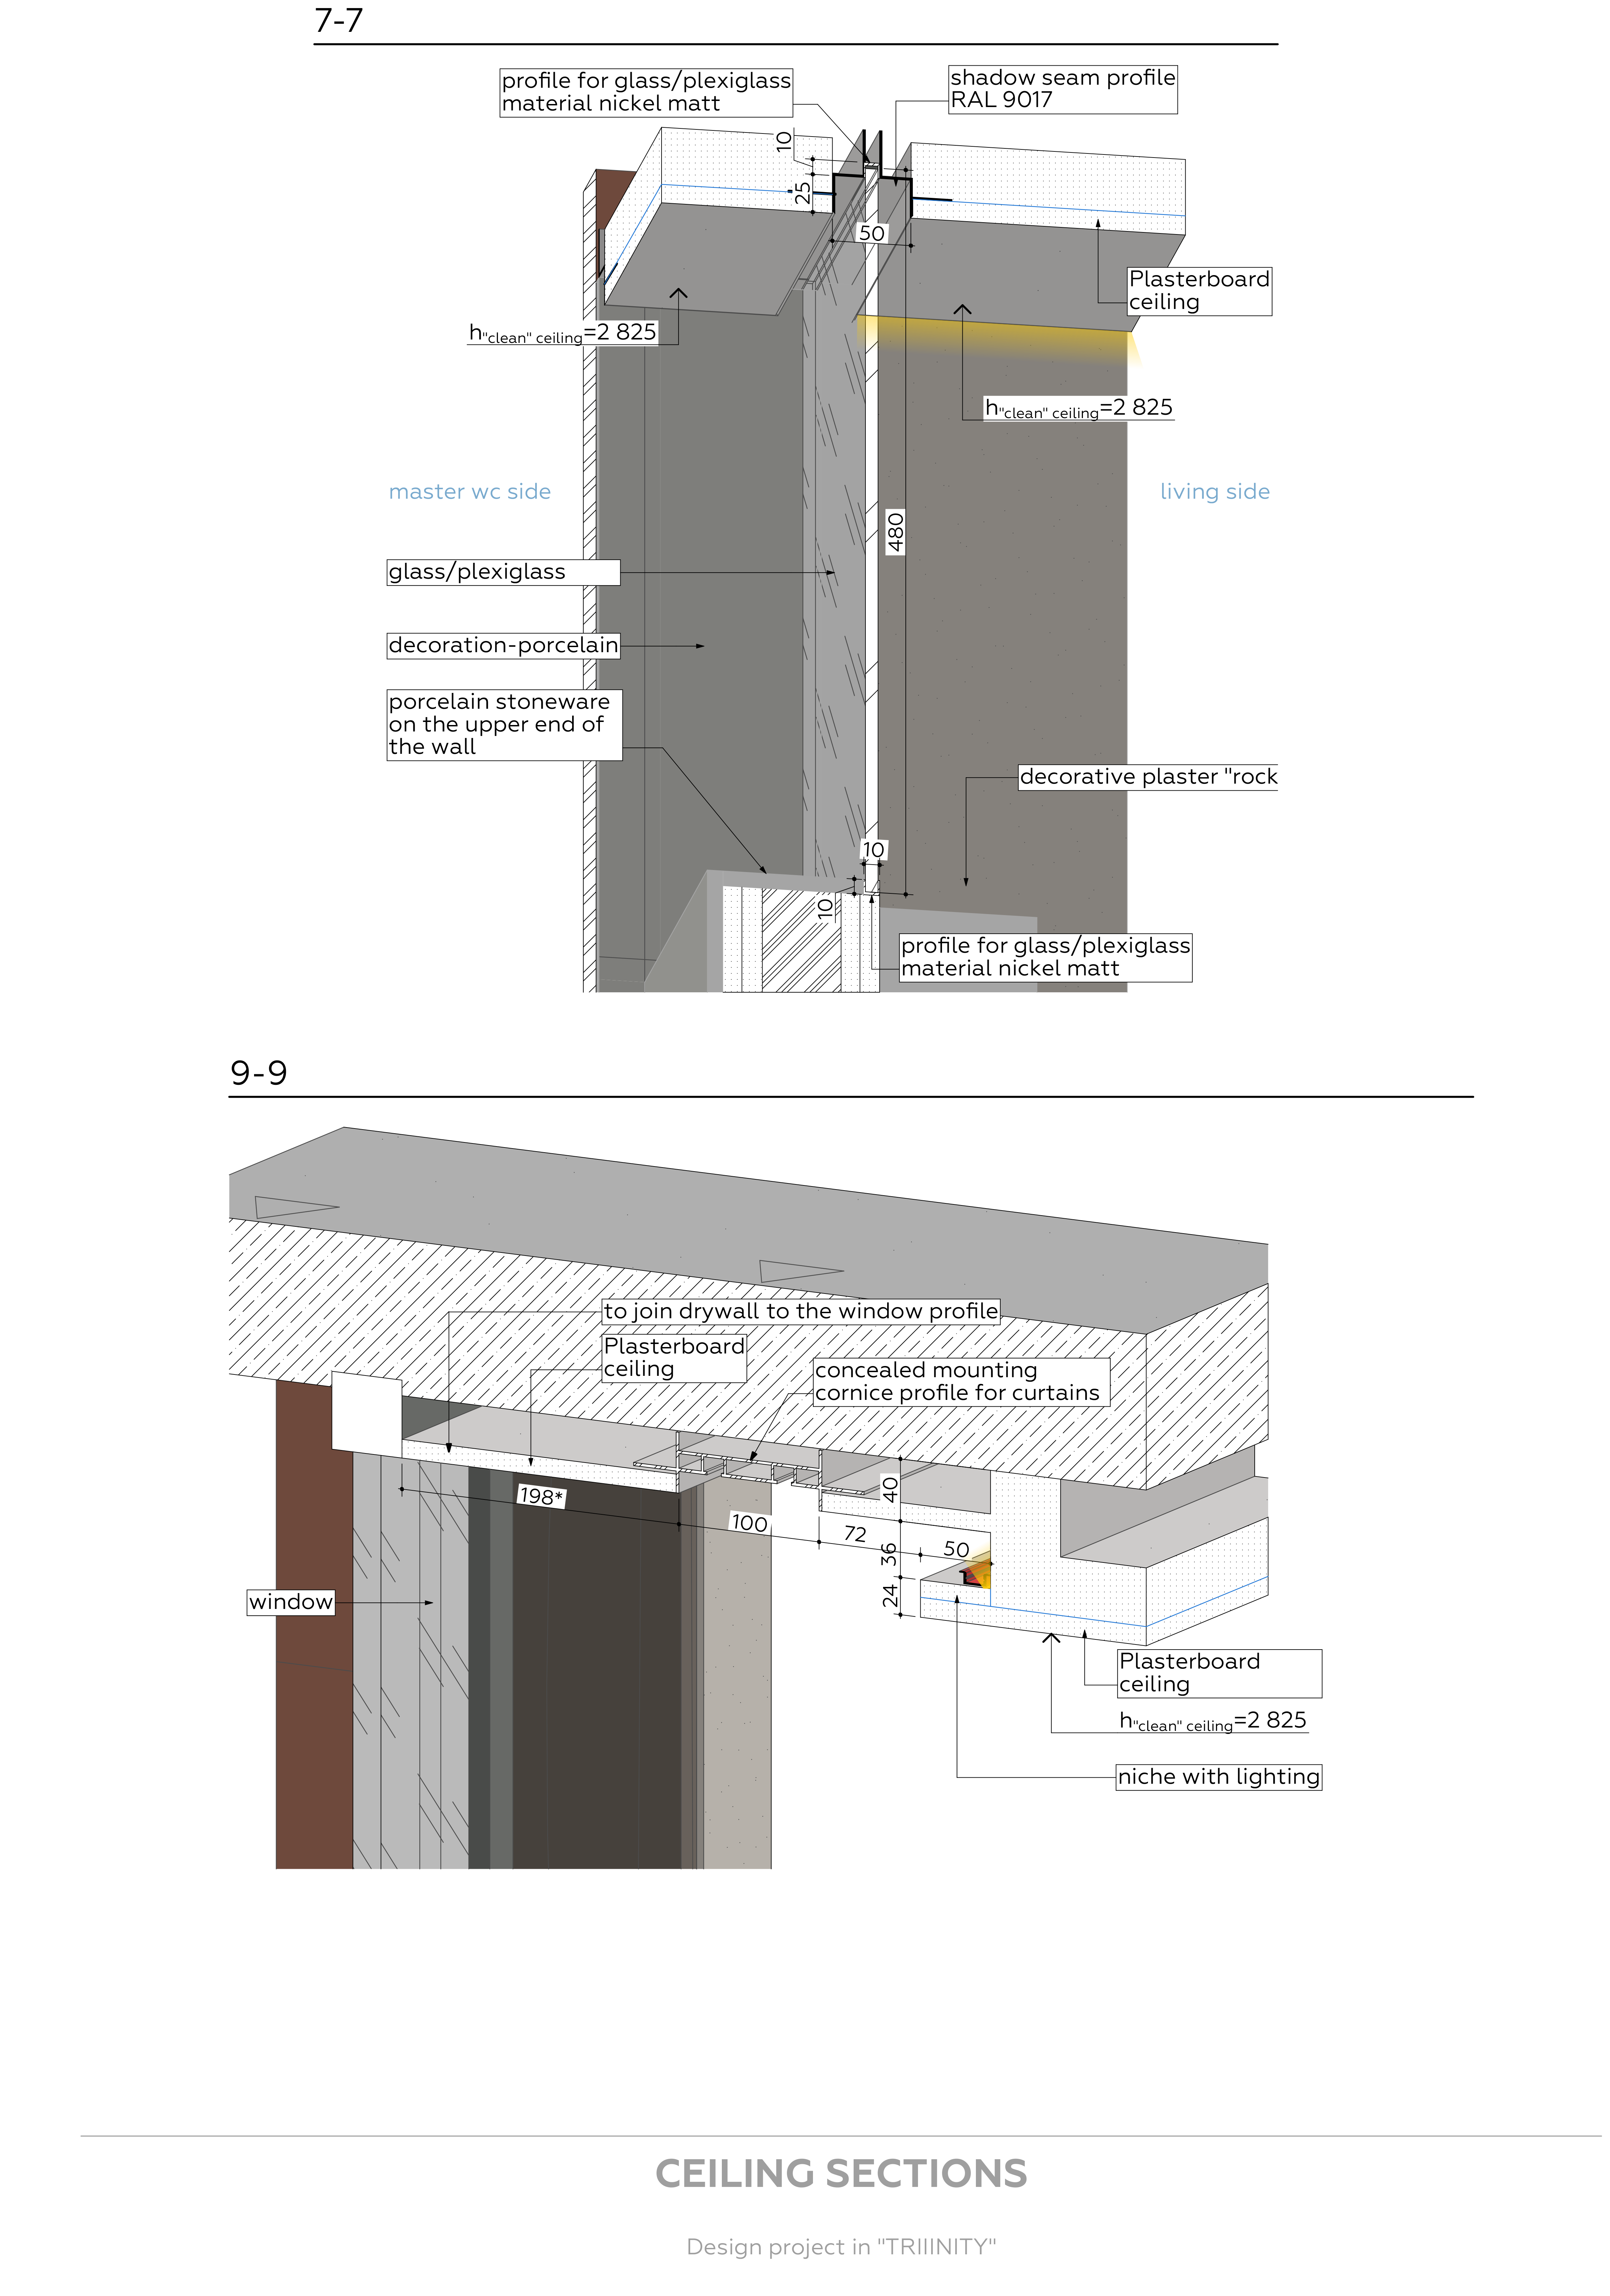 7-7
profile for glass/plexiglass
material nickel matt
shadow seam profile
RAL 9017
10
25
50
Plasterboard
ceiling
h"clean" ceiling=2 825
h"clean" ceiling=2 825
master wc side
living side
480
glass/plexiglass
decoration-porcelain
porcelain stoneware
on the upper end of
the wall
decorative plaster "rock
10
10
profile for glass/plexiglass
material nickel matt
9-9
to join drywall to the window profile
Plasterboard
ceiling
concealed mounting
cornice profile for curtains
198*
100
72
50
40
36
24
window
Plasterboard
ceiling
h"clean" ceiling=2 825
niche with lighting
CEILING SECTIONS
Design project in "TRIIINITY"